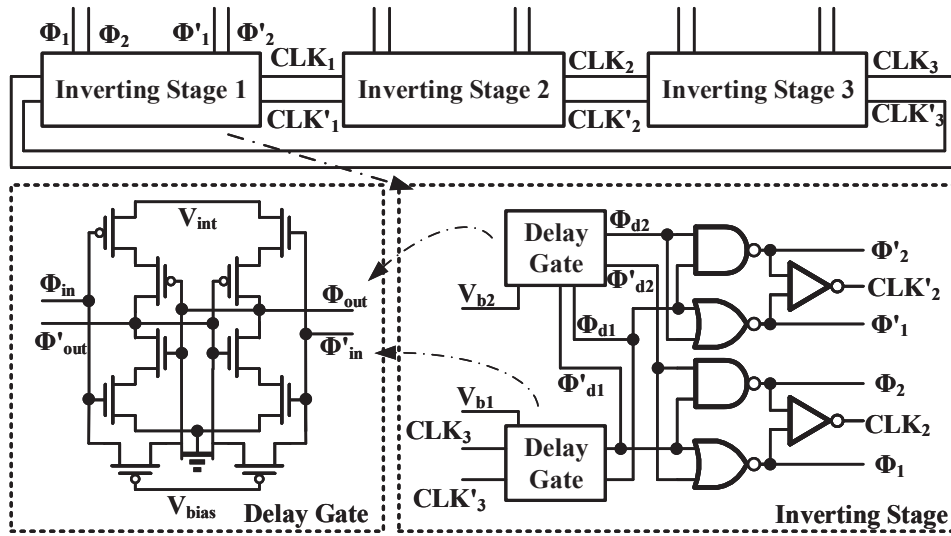 Φ1 Φ2 Φ'1 Φ'2
Inverting Stage 1
CLK1
CLK'1
Inverting Stage 2
CLK2
CLK'2
Inverting Stage 3
CLK3
CLK'3
Vint
Φin
Φ'out
Φout
Φ'in
Vbias
Delay Gate
Delay
Gate
Vb2
Φd2
Φ'd2
Φd1
Φ'd1
Vb1
CLK3
CLK'3
Delay
Gate
Φ'2
CLK'2
Φ'1
Φ2
CLK2
Φ1
Inverting Stage